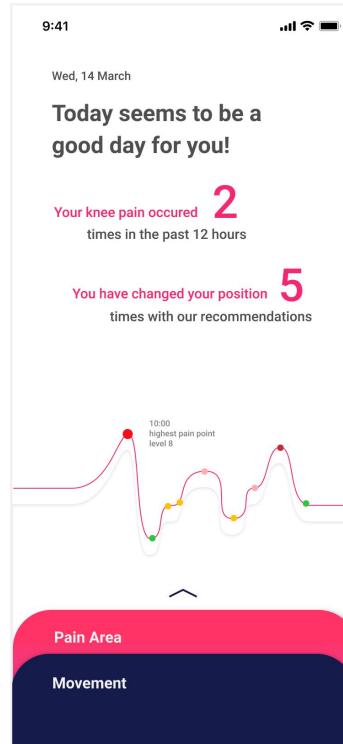 9:41
Wed, 14 March
Today seems to be a
good day for you!
Your knee pain occured 2
times in the past 12 hours
You have changed your position 5
times with our recommendations
10:00
highest pain point
level 8
Pain Area
Movement